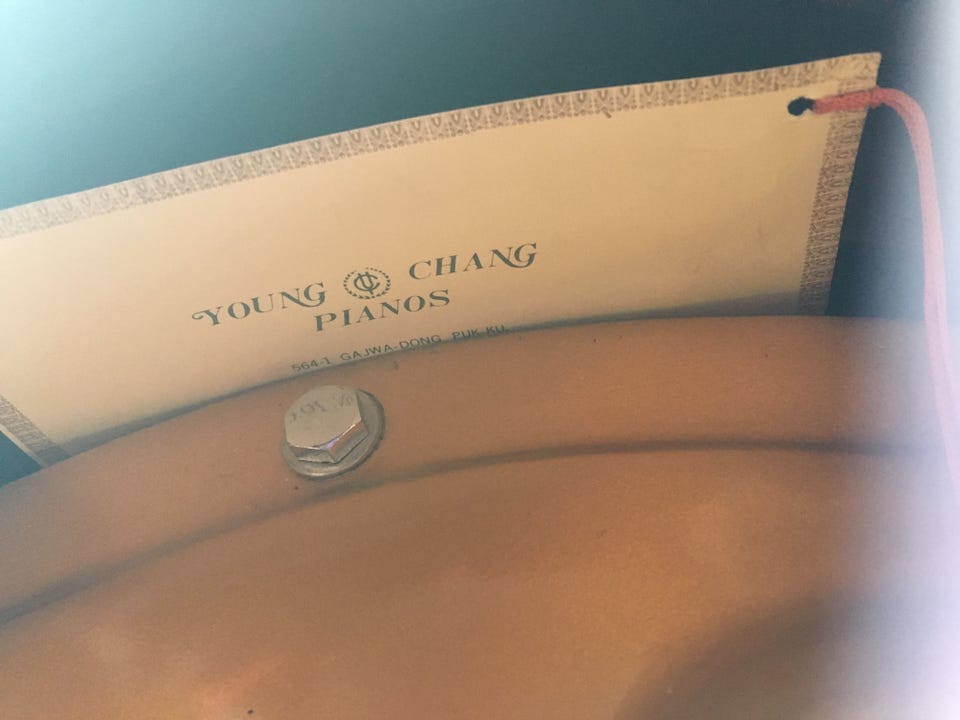 YOUNG CHANG
PIANOS
564-1 GAJWA-DONG PUK-KU,